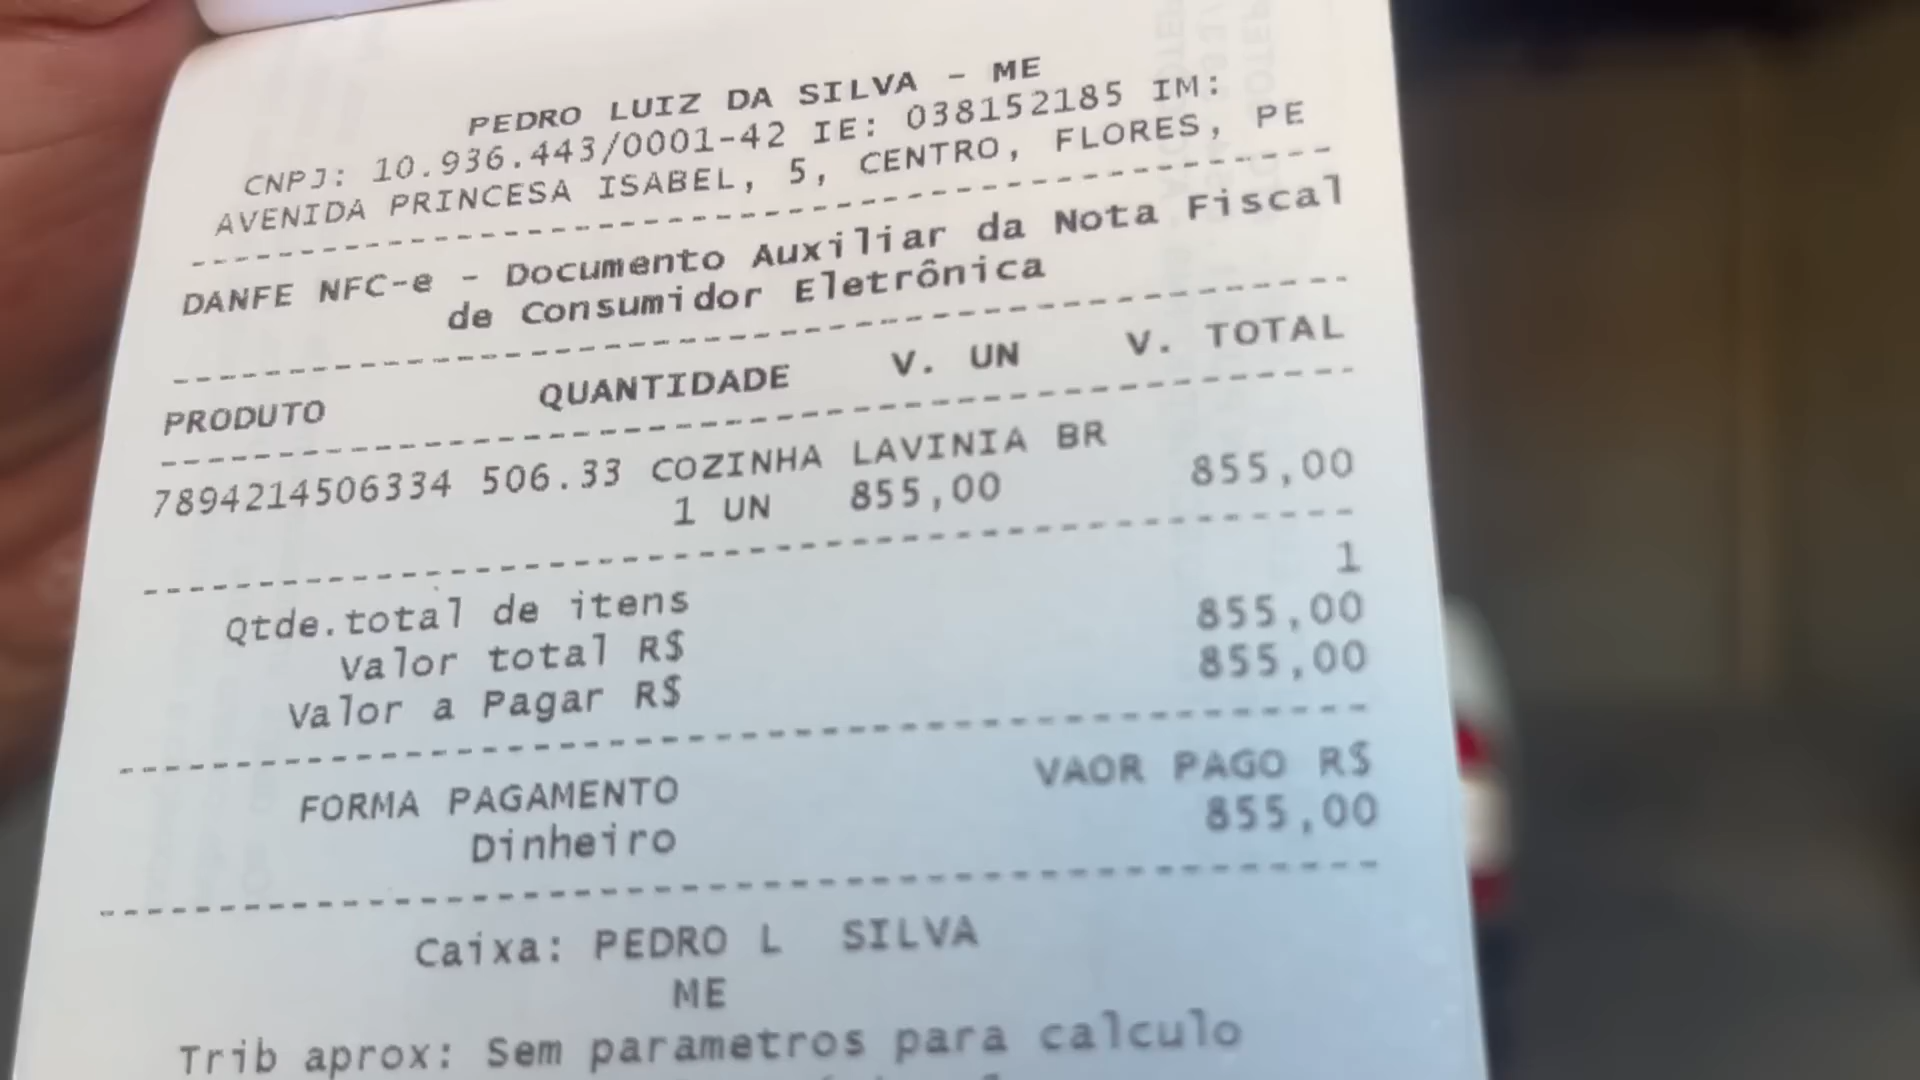 PEDRO LUIZ DA SILVA - ME
CNPJ: 10.936.443/0001-42 IE: 038152185 IM:
AVENIDA PRINCESA ISABEL, 5, CENTRO, FLORES, PE
DANFE NFC-e - Documento Auxiliar da Nota Fiscal
de Consumidor Eletrônica
PRODUTO QUANTIDADE V. UN V. TOTAL
7894214506334 506.33 COZINHA LAVINIA BR
1 UN 855,00 855,00
Qtde.total de itens 1
Valor total R$ 855,00
Valor a Pagar R$ 855,00
FORMA PAGAMENTO VAOR PAGO R$
Dinheiro 855,00
Caixa: PEDRO L SILVA
ME
Trib aprox: Sem parametros para calculo